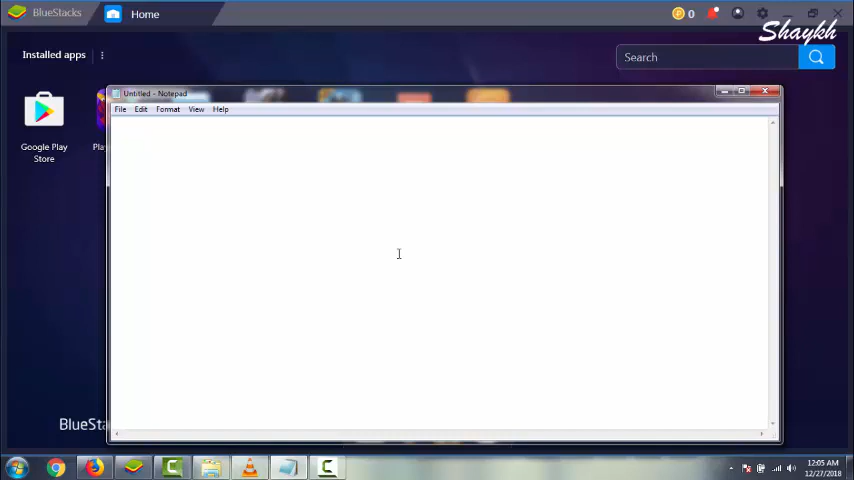 BlueStacks
Home
0
Shaykh
Installed apps
Search
Untitled - Notepad
File Edit Format View Help
Google Play
Store
12:05 AM
12/27/2018